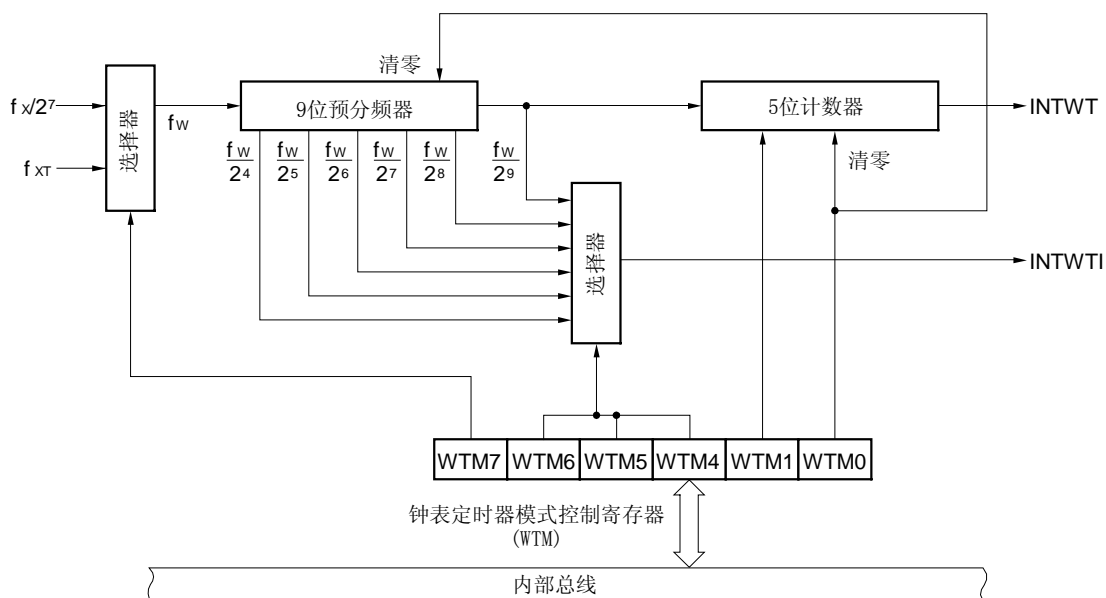 清零
选择器
fX/2⁷
fW
9位预分频器
5位计数器
INTWT
fXT
fW/2⁴
fW/2⁵
fW/2⁶
fW/2⁷
fW/2⁸
fW/2⁹
清零
选择器
INTWTI
WTM7
WTM6
WTM5
WTM4
WTM1
WTM0
钟表定时器模式控制寄存器
(WTM)
内部总线